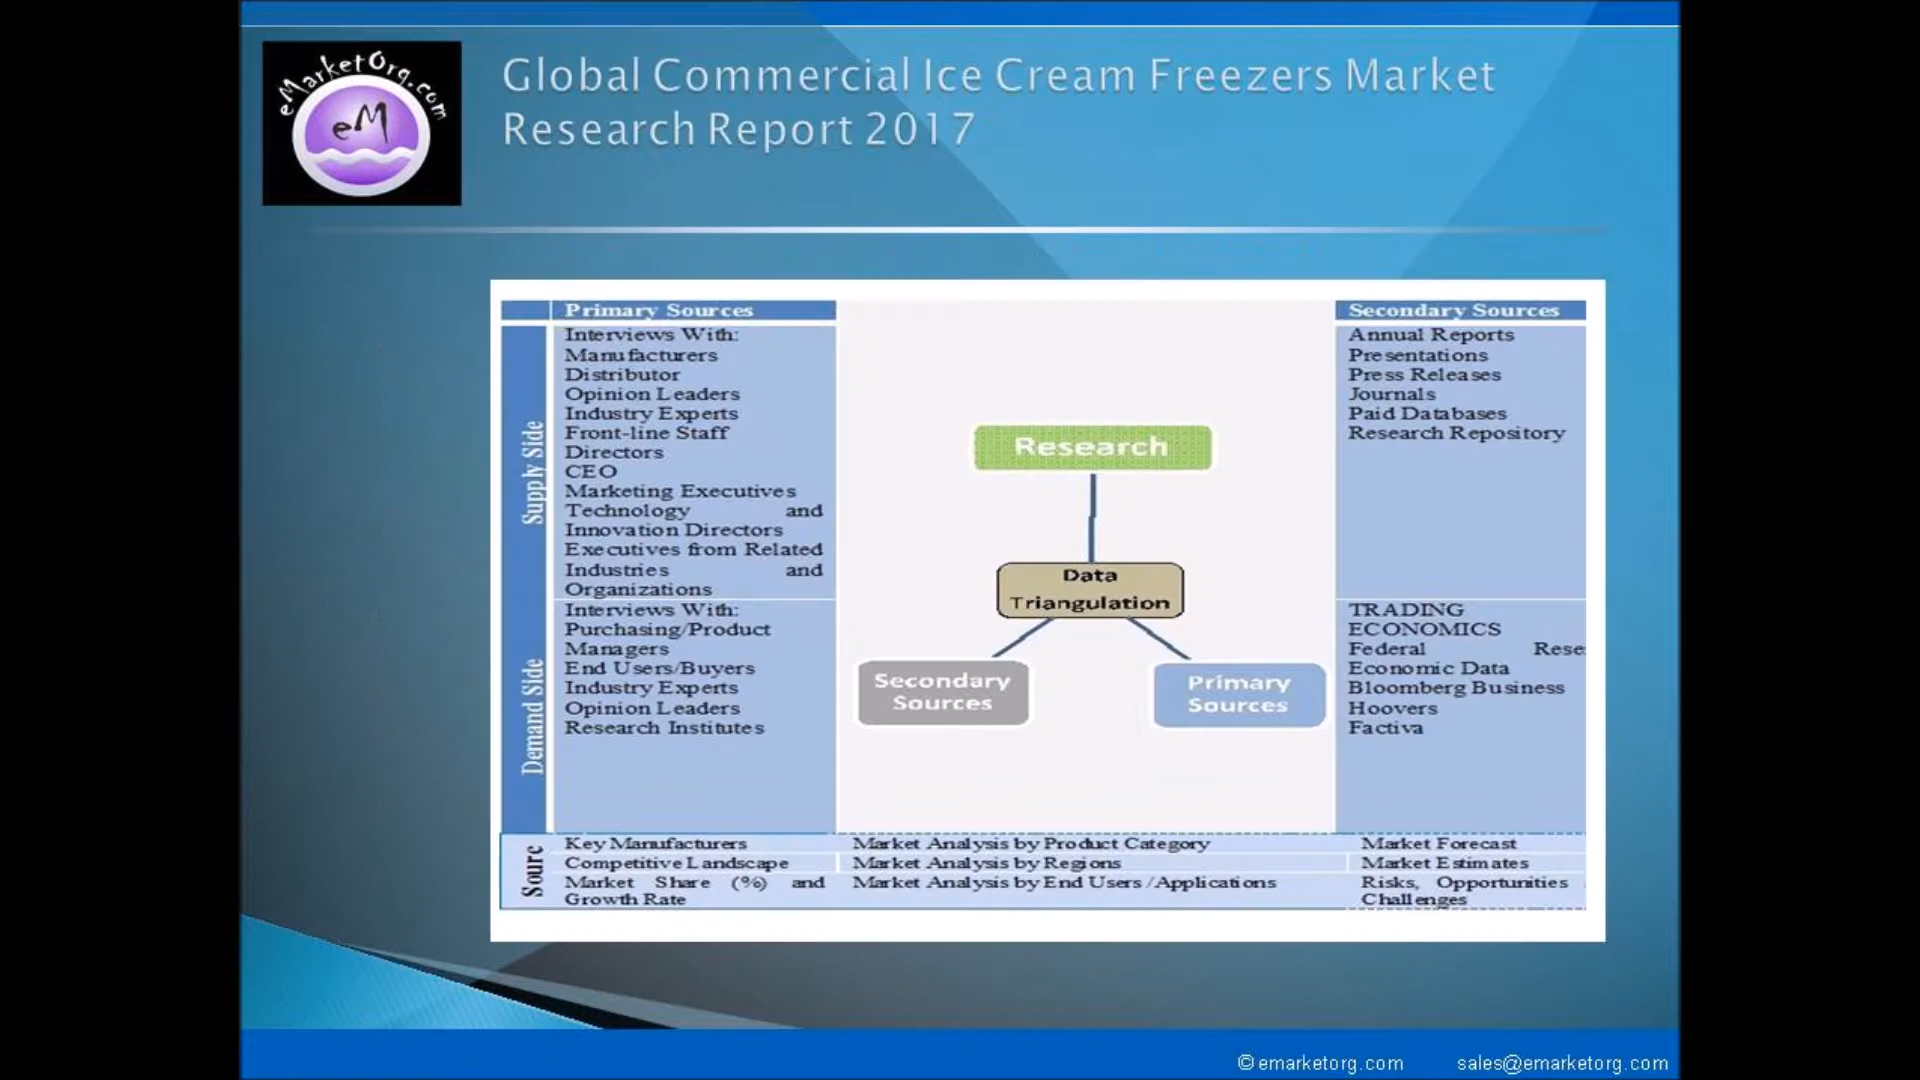 eMarketOrg.com
eM
Global Commercial Ice Cream Freezers Market
Research Report 2017
Primary Sources
Secondary Sources
Supply Side
Interviews With:
Manufacturers
Distributor
Opinion Leaders
Industry Experts
Front-line Staff
Directors
CEO
Marketing Executives
Technology and
Innovation Directors
Executives from Related
Industries and
Organizations
Annual Reports
Presentations
Press Releases
Journals
Paid Databases
Research Repository
Research
Data
Triangulation
Secondary
Sources
Primary
Sources
Demand Side
Interviews With:
Purchasing/Product
Managers
End Users/Buyers
Industry Experts
Opinion Leaders
Research Institutes
TRADING
ECONOMICS
Federal Rese
Economic Data
Bloomberg Business
Hoovers
Factiva
Sourc
Key Manufacturers
Market Analysis by Product Category
Market Forecast
Competitive Landscape
Market Analysis by Regions
Market Estimates
Market Share (%) and
Growth Rate
Market Analysis by End Users /Applications
Risks, Opportunities
Challenges
© emarketorg.com
sales@emarketorg.com